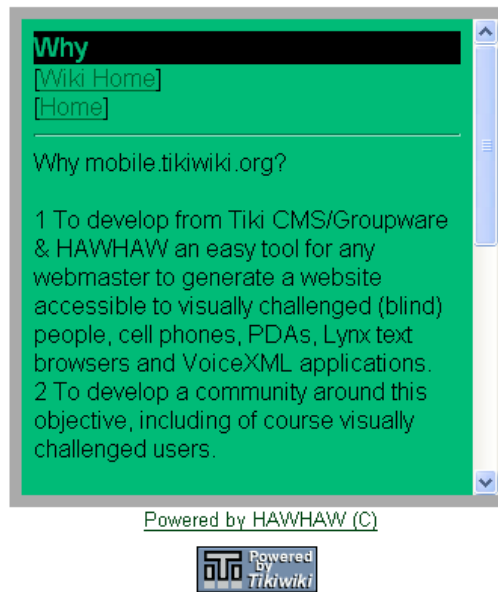 Why
[Wiki Home]
[Home]
Why mobile.tikiwiki.org?
1 To develop from Tiki CMS/Groupware
& HAWHAW an easy tool for any
webmaster to generate a website
accessible to visually challenged (blind)
people, cell phones, PDAs, Lynx text
browsers and VoiceXML applications.
2 To develop a community around this
objective, including of course visually
challenged users.
Powered by HAWHAW (C)
Powered
by
Tikiwiki